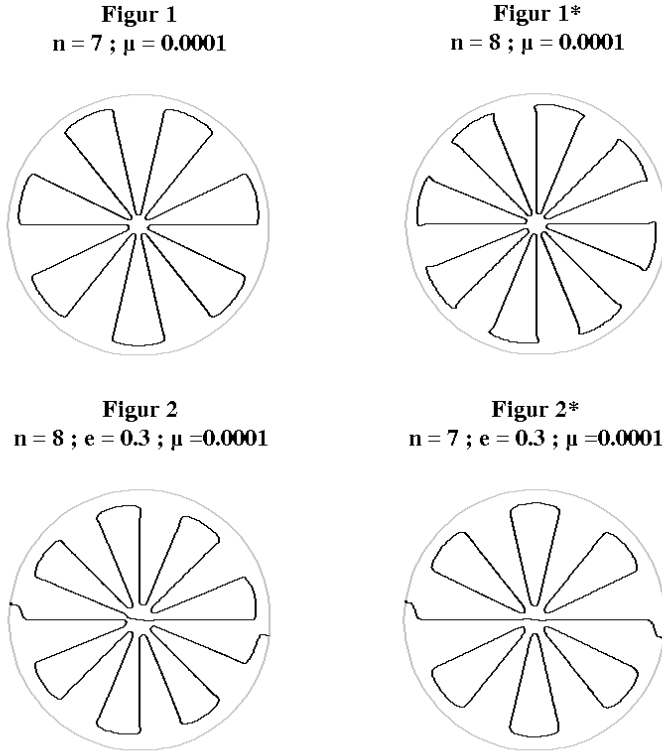 Figur 1
n = 7 ; µ = 0.0001
Figur 1*
n = 8 ; µ = 0.0001
Figur 2
n = 8 ; e = 0.3 ; µ =0.0001
Figur 2*
n = 7 ; e = 0.3 ; µ =0.0001